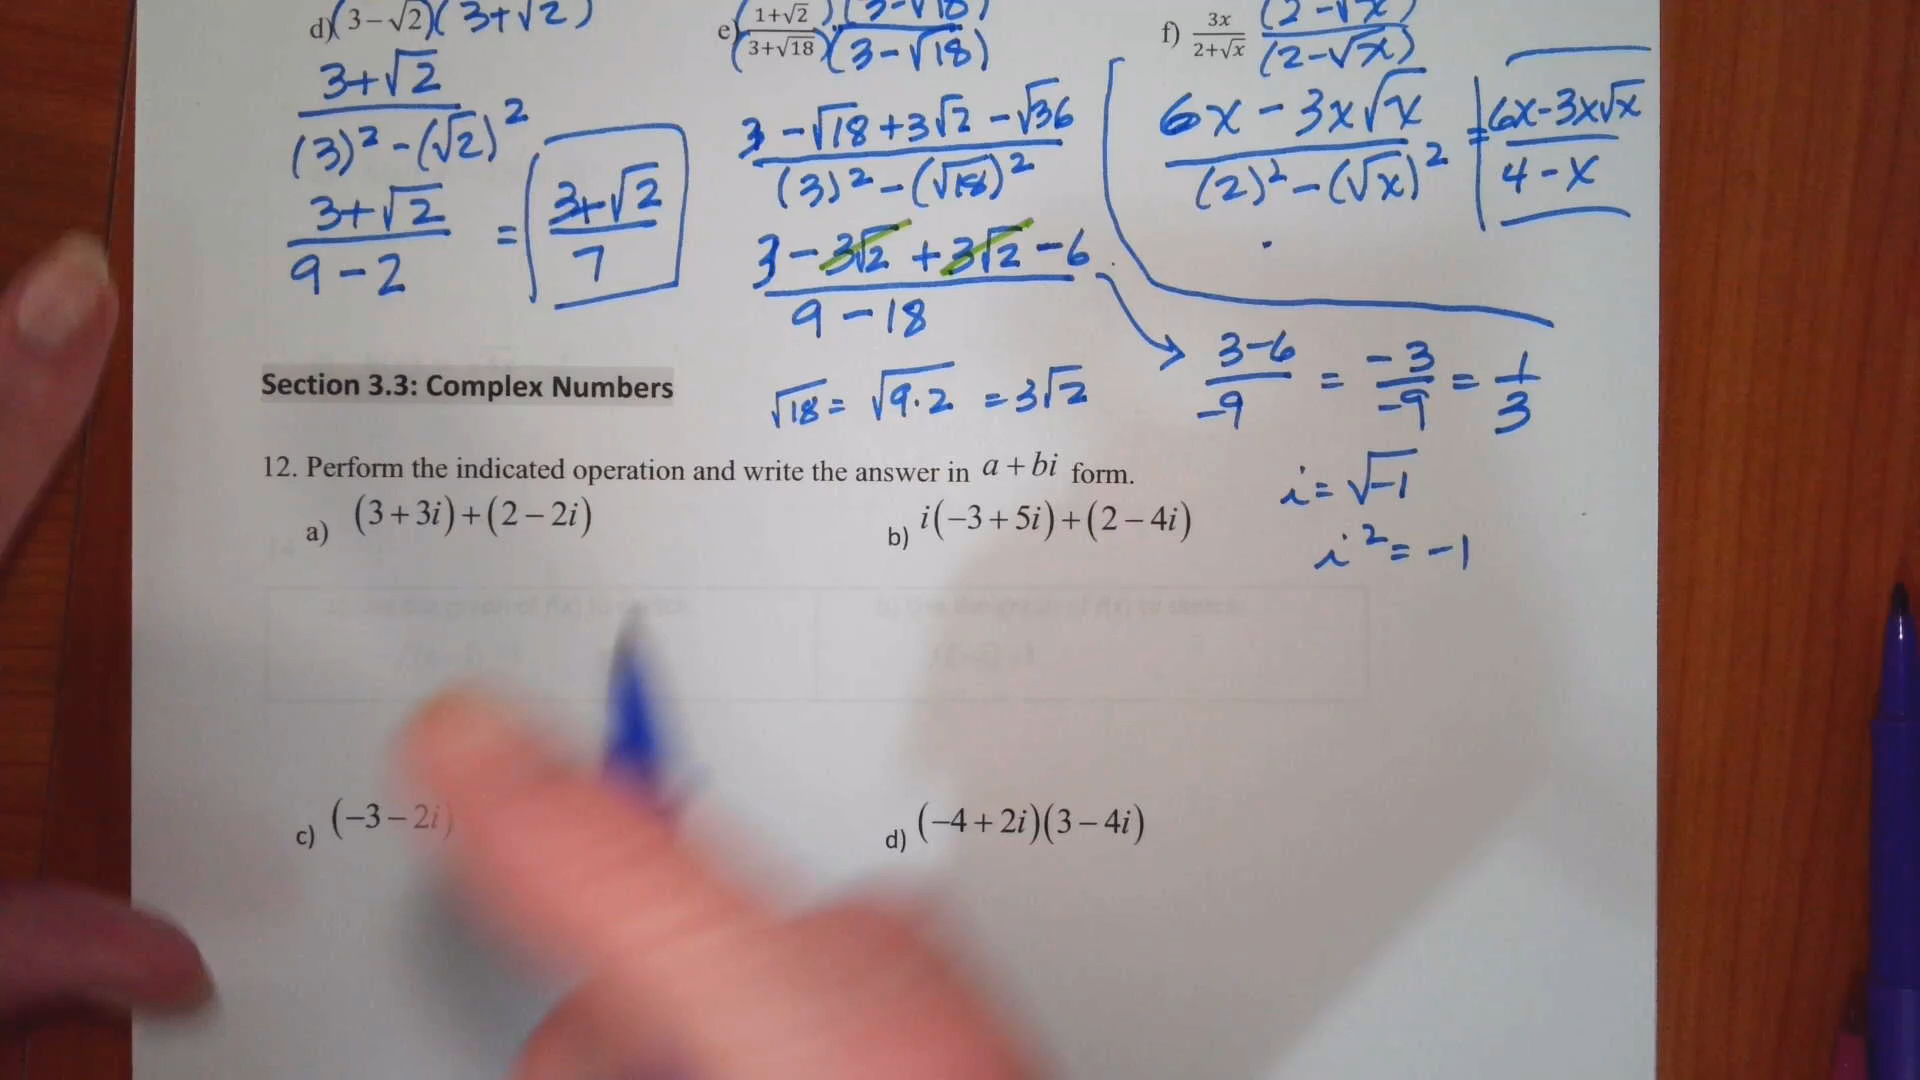 d) (3-√2)(3+√2)
3+√2
(3)²-(√2)²
3+√2
9-2
= 3+√2
7
e) (1+√2) (3-√18)
(3+√18) (3-√18)
3-√18+3√2-√36
(3)²-(√18)²
3-3√2+3√2-6
9-18
√18=√9·2=3√2
f) 3x (2-√x)
2+√x (2-√x)
6x-3x√x
(2)²-(√x)²
= 6x-3x√x
4-x
3-6 = -3 = 1
-9 -9 3
Section 3.3: Complex Numbers
12. Perform the indicated operation and write the answer in a+bi form.
i=√-1
i²=-1
a) (3+3i)+(2-2i)
b) i(-3+5i)+(2-4i)
c) (-3-2i)
d) (-4+2i)(3-4i)